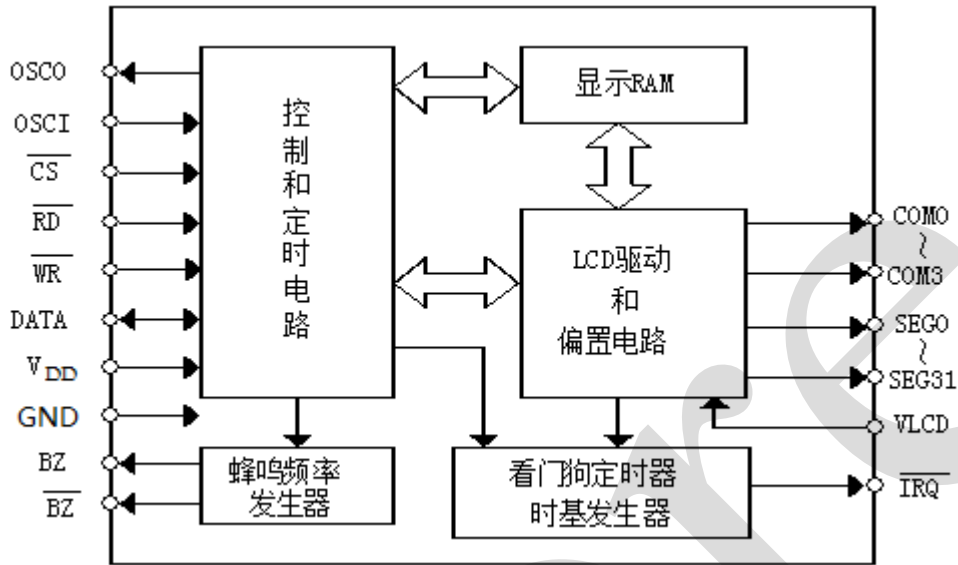 OSCO
OSCI
CS
RD
WR
DATA
VDD
GND
BZ
BZ
控制和定时电路
显示RAM
LCD驱动
和
偏置电路
蜂鸣频率
发生器
看门狗定时器
时基发生器
COM0
~
COM3
SEG0
~
SEG31
VLCD
IRQ